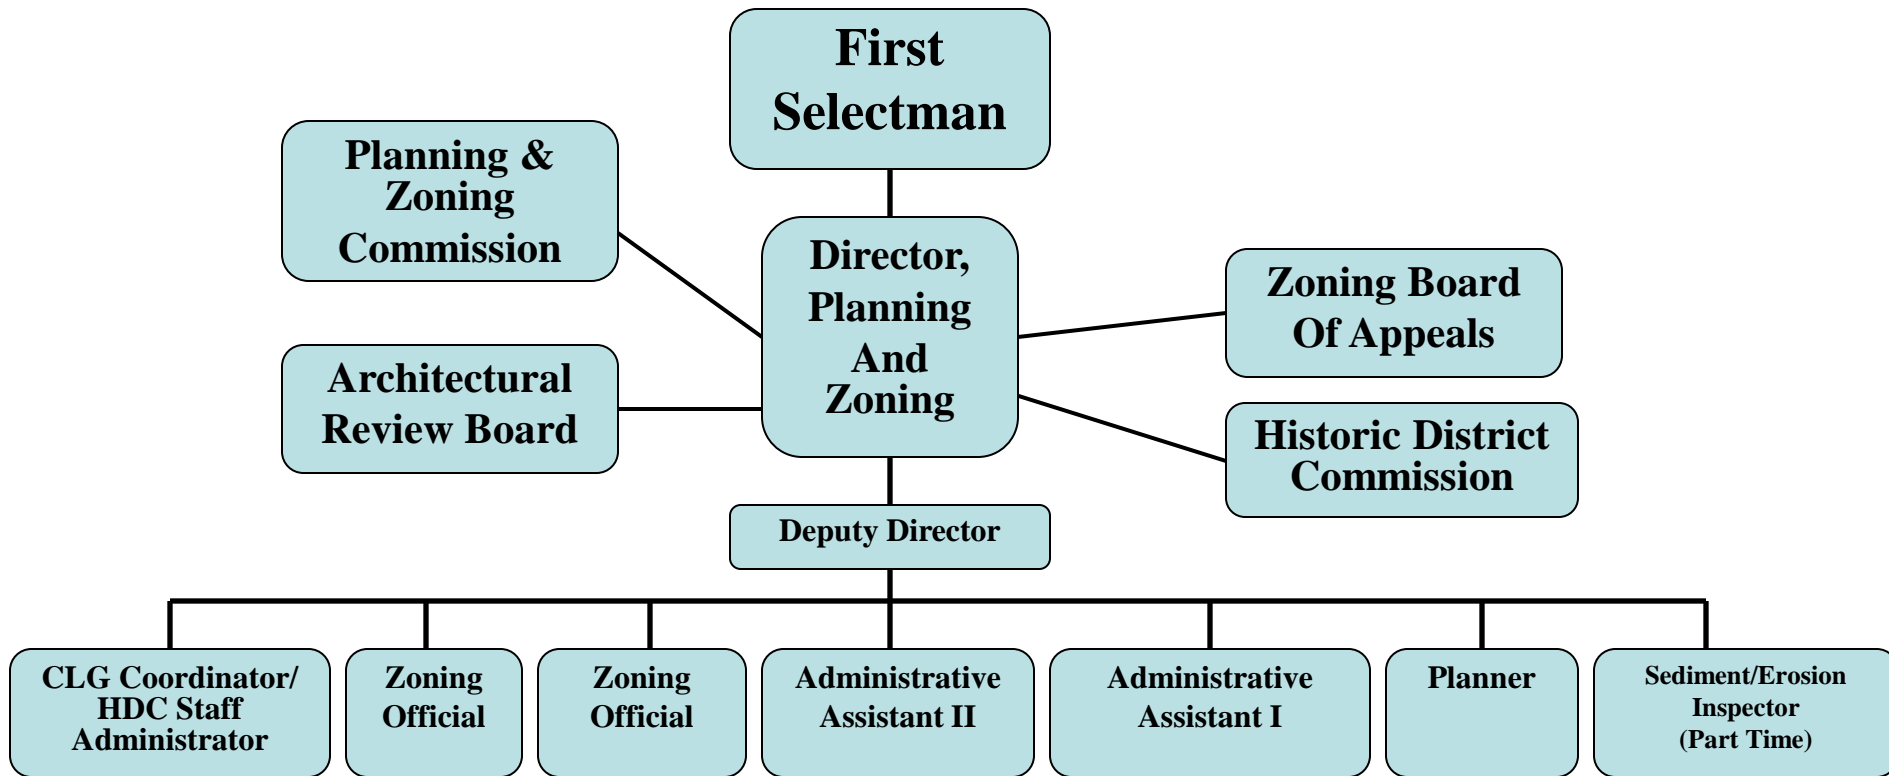 First
Selectman
Planning &
Zoning
Commission
Director,
Planning
And
Zoning
Zoning Board
Of Appeals
Architectural
Review Board
Historic District
Commission
Deputy Director
CLG Coordinator/
HDC Staff
Administrator
Zoning
Official
Zoning
Official
Administrative
Assistant II
Administrative
Assistant I
Planner
Sediment/Erosion
Inspector
(Part Time)